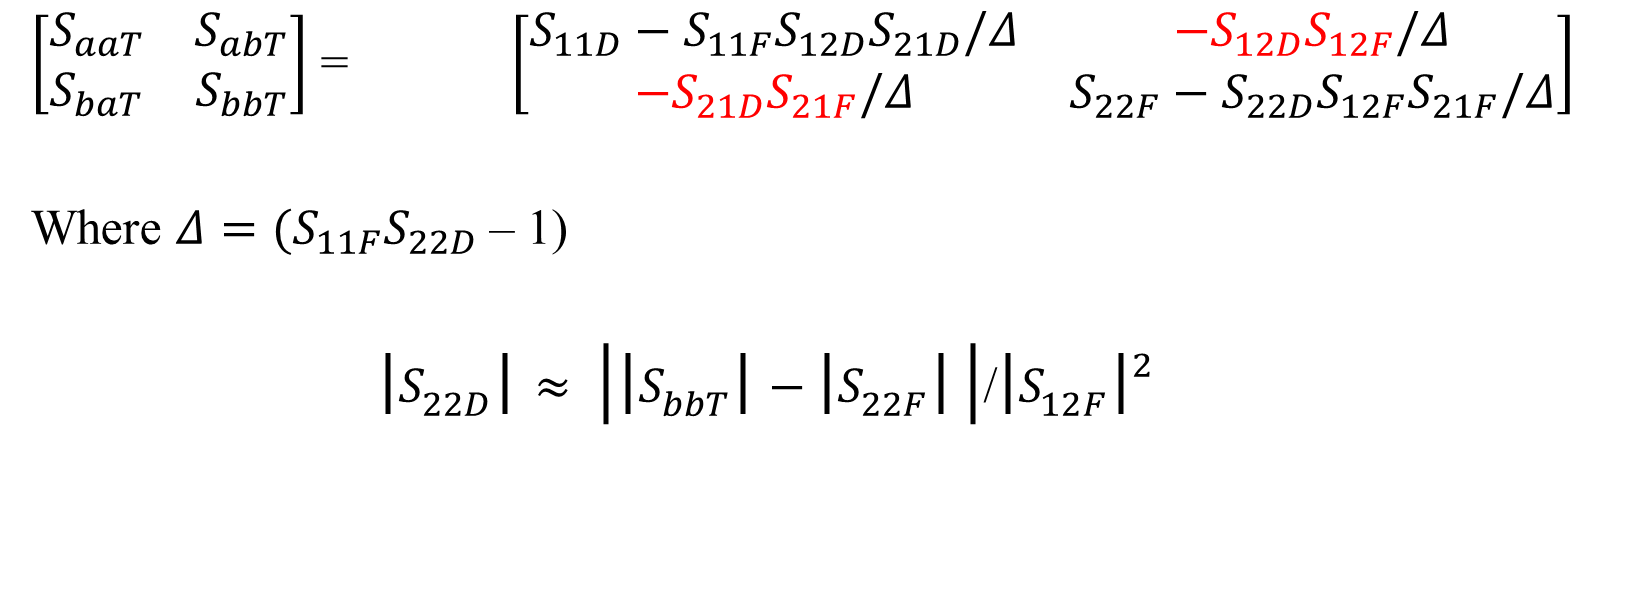 [S_aaT S_abT] = [S_11D − S_11F S_12D S_21D/Δ −S_12D S_12F/Δ]
[S_baT S_bbT] [−S_21D S_21F/Δ S_22F − S_22D S_12F S_21F/Δ]
Where Δ = (S_11F S_22D – 1)
|S_22D| ≈ ||S_bbT| − |S_22F| |/|S_12F|²